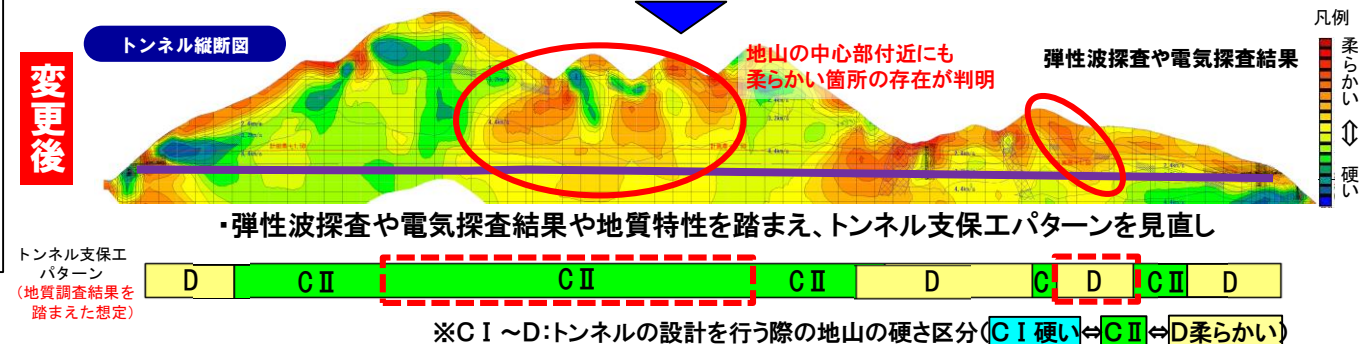 変更後
トンネル縦断図
地山の中心部付近にも
柔らかい箇所の存在が判明
弾性波探査や電気探査結果
凡例
柔らかい⇔硬い
・弾性波探査や電気探査結果や地質特性を踏まえ、トンネル支保工パターンを見直し
トンネル支保工
パターン
(地質調査結果を
踏まえた想定)
D CⅡ CⅡ CⅡ D C D CⅡ D
※CⅠ～D:トンネルの設計を行う際の地山の硬さ区分(CⅠ硬い⇔CⅡ⇔D柔らかい)